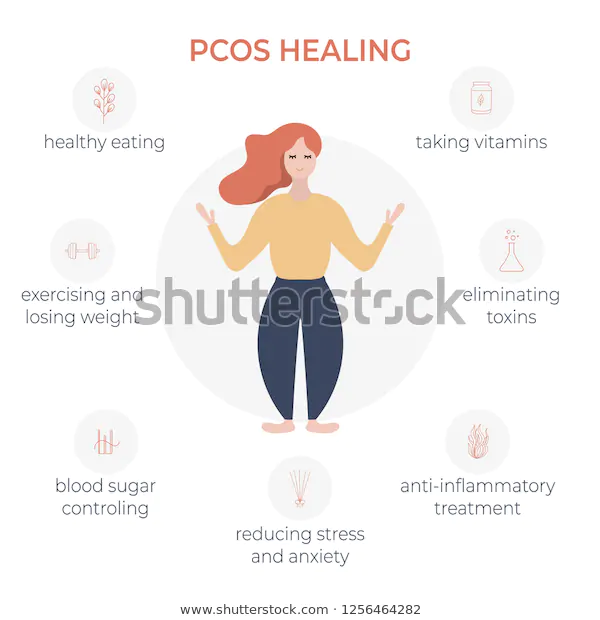 PCOS HEALING
healthy eating
taking vitamins
exercising and
losing weight
eliminating
toxins
shutterstock
blood sugar
controling
anti-inflammatory
treatment
reducing stress
and anxiety
www.shutterstock.com · 1256464282